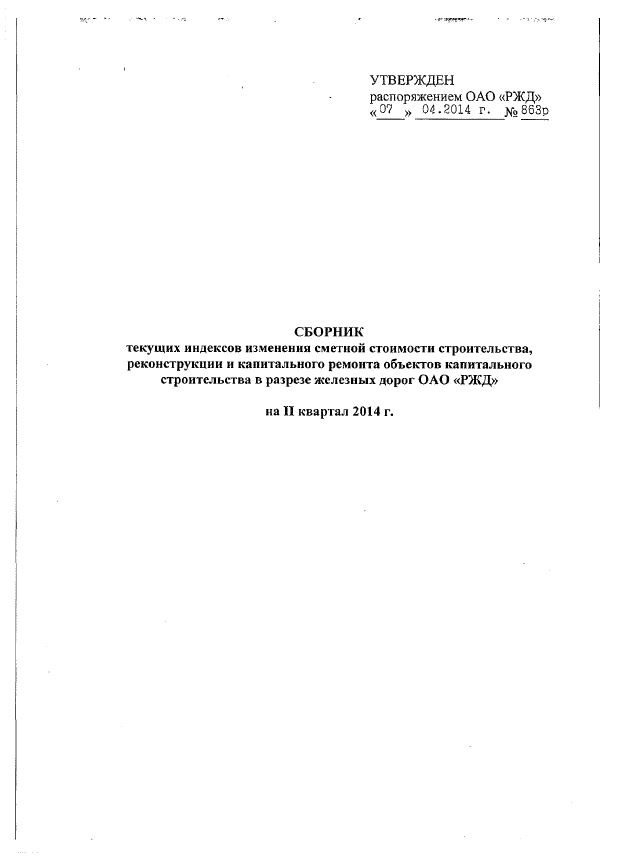 УТВЕРЖДЕН
распоряжением ОАО «РЖД»
« 07 » 04.2014 г. № 863р
СБОРНИК
текущих индексов изменения сметной стоимости строительства,
реконструкции и капитального ремонта объектов капитального
строительства в разрезе железных дорог ОАО «РЖД»
на II квартал 2014 г.